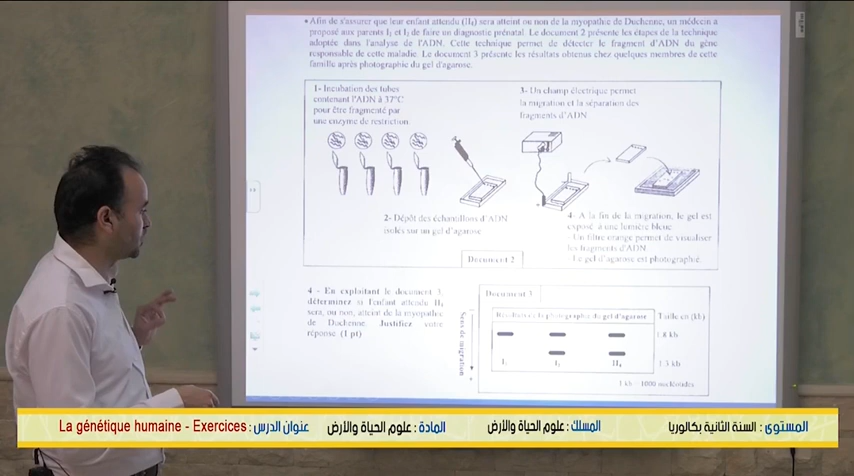 • Afin de s'assurer que leur enfant attendu (II₄) sera atteint ou non de la myopathie de Duchenne, un médecin a
proposé aux parents I₁ et I₂ de faire un diagnostic prénatal. Le document 2 présente les étapes de la technique
adoptée dans l'analyse de l'ADN. Cette technique permet de détecter le fragment d'ADN du gène
responsable de cette maladie. Le document 3 présente les résultats obtenus chez quelques membres de cette
famille après photographie du gel d'agarose.
1- Incubation des tubes
contenant l'ADN à 37°C
pour être fragmenté par
une enzyme de restriction
3- Un champ électrique permet
la migration et la séparation des
fragments d'ADN
2- Dépôt des échantillons d'ADN
isolés sur un gel d'agarose
4- A la fin de la migration, le gel est
exposé à une lumière bleue
- Un filtre orange permet de visualiser
les fragments d'ADN
- Le gel d'agarose est photographié.
Document 2
4 - En exploitant le document 3,
déterminez si l'enfant attendu II₄
sera, ou non, atteint de la myopathie
de Duchenne. Justifiez votre
réponse. (1 pt)
Document 3
Sens de migration
Résultats de la photographie du gel d'agarose
Taille en (kb)
1.8 kb
I₁ I₂ II₄
1.3 kb
1 kb = 1000 nucléotides
المستوى : السنة الثانية بكالوريا المسلك : علوم الحياة والأرض المادة : علوم الحياة والأرض عنوان الدرس : La génétique humaine - Exercices